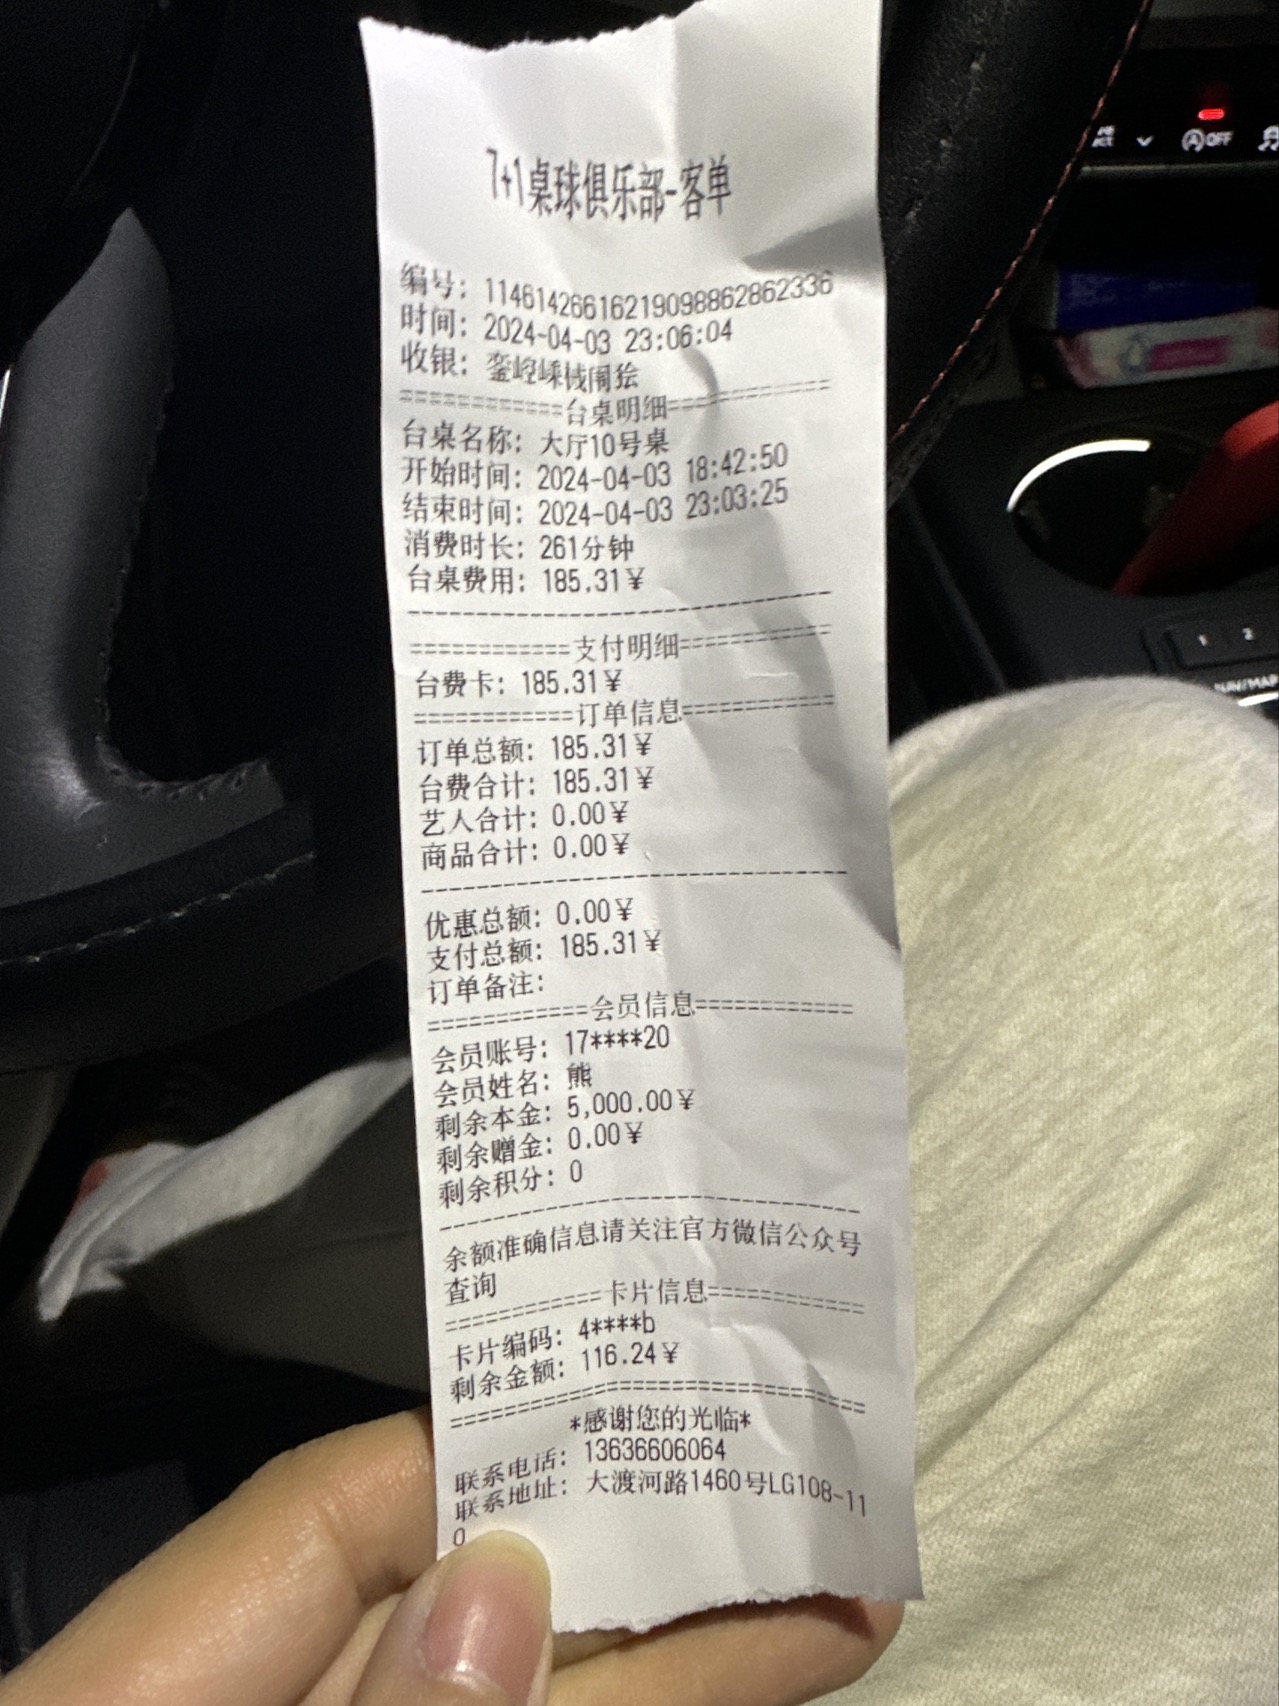 7+1桌球俱乐部-客单
编号：1146142661621909886286​2336
时间：2024-04-03 23:06:04
收银：
============台桌明细============
台桌名称：大厅10号桌
开始时间：2024-04-03 18:42:50
结束时间：2024-04-03 23:03:25
消费时长：261分钟
台桌费用：185.31¥
============支付明细============
台费卡：185.31¥
============订单信息============
订单总额：185.31¥
台费合计：185.31¥
艺人合计：0.00¥
商品合计：0.00¥
优惠总额：0.00¥
支付总额：185.31¥
订单备注：
============会员信息============
会员账号：17****20
会员姓名：熊
剩余本金：5,000.00¥
剩余赠金：0.00¥
剩余积分：0
余额准确信息请关注官方微信公众号
查询
============卡片信息============
卡片编码：4****b
剩余金额：116.24¥
================================
*感谢您的光临*
联系电话：13636606064
联系地址：大渡河路1460号LG108-11
0
OFF
1 2
NAV/MAP